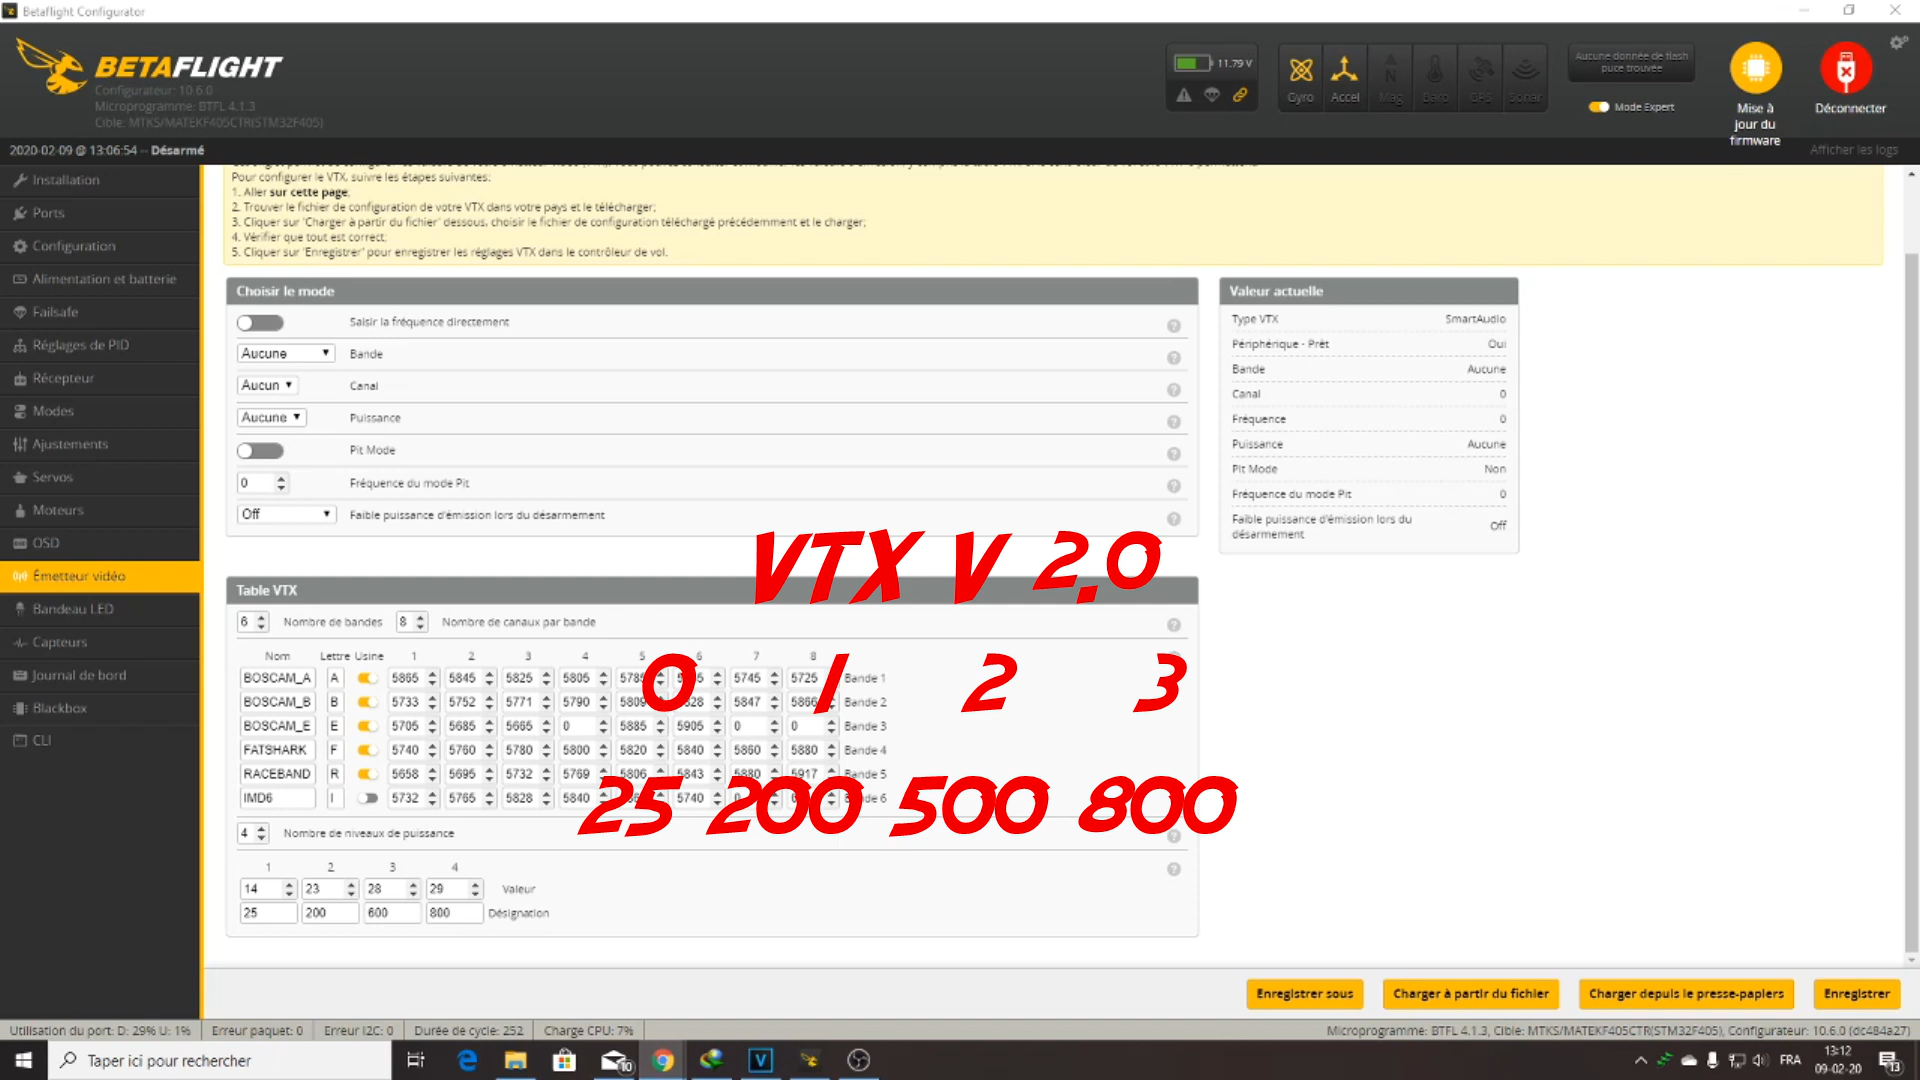 Betaflight Configurator
BETAFLIGHT
Configurateur: 10.6.0
Microprogramme: BTFL 4.1.3
Cible: MTKS/MATEKF405CTR(STM32F405)
11.79 V
Gyro
Accel
Mag
Baro
GPS
Sonar
Aucune donnée de flash
puce trouvée
Mode Expert
Mise à
jour du
firmware
Déconnecter
2020-02-09 @ 13:06:54 -- Désarmé
Afficher les logs
Installation
Ports
Configuration
Alimentation et batterie
Failsafe
Réglages de PID
Récepteur
Modes
Ajustements
Servos
Moteurs
OSD
Émetteur vidéo
Bandeau LED
Capteurs
Journal de bord
Blackbox
CLI
Pour configurer le VTX, suivre les étapes suivantes:
1. Aller sur cette page;
2. Trouver le fichier de configuration de votre VTX dans votre pays et le télécharger;
3. Cliquer sur 'Charger à partir du fichier' dessous, choisir le fichier de configuration téléchargé précédemment et le charger;
4. Vérifier que tout est correct;
5. Cliquer sur 'Enregistrer' pour enregistrer les réglages VTX dans le contrôleur de vol.
Choisir le mode
Saisir la fréquence directement
Aucune Bande
Aucun Canal
Aucune Puissance
Pit Mode
0 Fréquence du mode Pit
Off Faible puissance d'émission lors du désarmement
Valeur actuelle
Type VTX SmartAudio
Périphérique - Prêt Oui
Bande Aucune
Canal 0
Fréquence 0
Puissance Aucune
Pit Mode Non
Fréquence du mode Pit 0
Faible puissance d'émission lors du
désarmement Off
VTX V 2.0
Table VTX
6 Nombre de bandes 8 Nombre de canaux par bande
Nom Lettre Usine 1 2 3 4 5 6 7 8
BOSCAM_A A 5865 5845 5825 5805 5785 5745 5725 Bande 1
BOSCAM_B B 5733 5752 5771 5790 5809 5847 5866 Bande 2
BOSCAM_E E 5705 5685 5665 0 5885 5905 0 0 Bande 3
FATSHARK F 5740 5760 5780 5800 5820 5840 5860 5880 Bande 4
RACEBAND R 5658 5695 5732 5769 5806 5843 5880 5917 Bande 5
IMD6 I 5732 5765 5828 5840 5740 Bande 6
0 1 2 3
25 200 500 800
4 Nombre de niveaux de puissance
1 2 3 4
14 23 28 29 Valeur
25 200 600 800 Désignation
Enregistrer sous
Charger à partir du fichier
Charger depuis le presse-papiers
Enregistrer
Utilisation du port: D: 29% U: 1% Erreur paquet: 0 Erreur I2C: 0 Durée de cycle: 252 Charge CPU: 7%
Microprogramme: BTFL 4.1.3, Cible: MTKS/MATEKF405CTR(STM32F405), Configurateur: 10.6.0 (dc484a27)
Taper ici pour rechercher
10
V
FRA
13:12
09-02-20
13